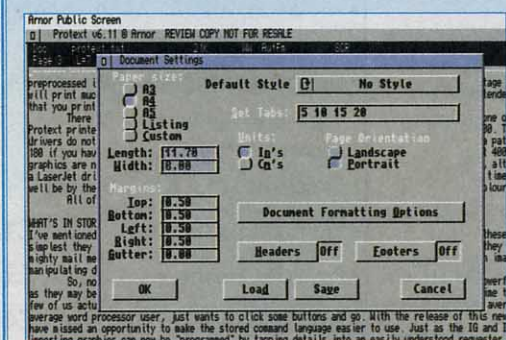 Arnor Public Screen
Protext v6.11 © Arnor REVIEW COPY NOT FOR RESALE
Document Settings
Paper size:
A3
A4
A5
Listing
Custom
Default Style No Style
Set Tabs: 5 10 15 20
Length: 11.70
Width: 8.00
Units:
In's
Cm's
Page Orientation
Landscape
Portrait
Margins:
Top: 0.50
Bottom: 0.50
Left: 0.50
Right: 0.50
Gutter: 0.00
Document Formatting Options
Headers Off
Footers Off
OK
Load
Save
Cancel
preprocessed i
will print muc
that you print
There
Protext printe
drivers do not
180 if you hav
graphics are n
a LaserJet dri
well be by the
All of
WHAT'S IN STOR
I've mentioned
simplest they
mighty mail me
manipulating d
So, no
as they may be
few of us actu
average word processor user, just wants to click some buttons and go. With the release of this new
have missed an opportunity to make the stored command language easier to use. Just as the IG and I